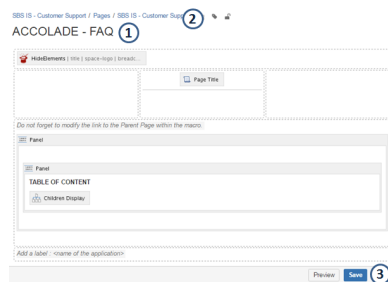 SBS IS - Customer Support / Pages / SBS IS - Customer Supp
2
ACCOLADE - FAQ
1
HideElements | title | space-logo | breadc...
Page Title
Do not forget to modify the link to the Parent Page within the macro.
Panel
Panel
TABLE OF CONTENT
Children Display
Add a label : <name of the application>
Preview Save
3